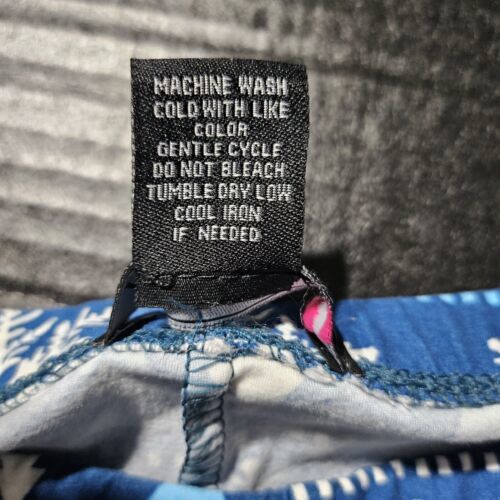 MACHINE WASH
COLD WITH LIKE
COLOR
GENTLE CYCLE
DO NOT BLEACH
TUMBLE DRY LOW
COOL IRON
IF NEEDED